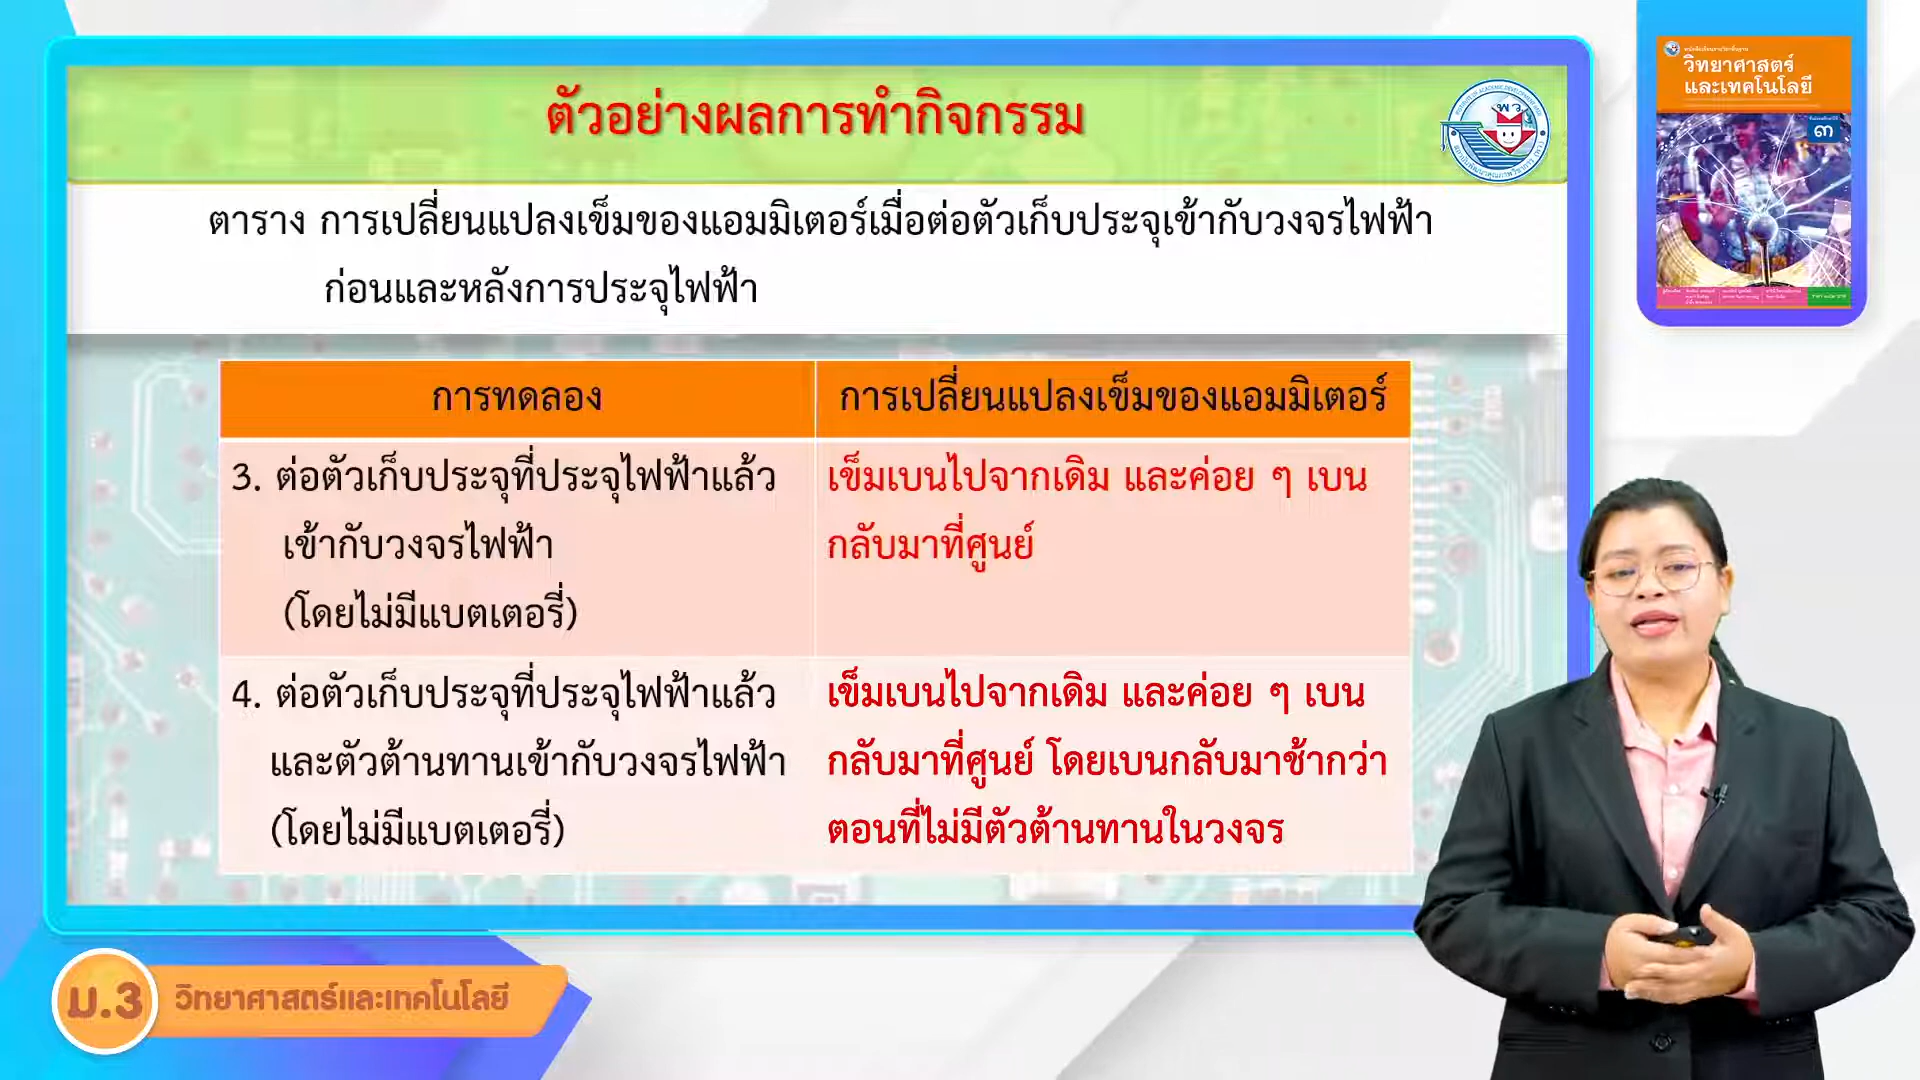 ตัวอย่างผลการทำกิจกรรม
ตาราง การเปลี่ยนแปลงเข็มของแอมมิเตอร์เมื่อต่อตัวเก็บประจุเข้ากับวงจรไฟฟ้า
ก่อนและหลังการประจุไฟฟ้า
การทดลอง
การเปลี่ยนแปลงเข็มของแอมมิเตอร์
3. ต่อตัวเก็บประจุที่ประจุไฟฟ้าแล้ว
เข้ากับวงจรไฟฟ้า
(โดยไม่มีแบตเตอรี่)
เข็มเบนไปจากเดิม และค่อย ๆ เบน
กลับมาที่ศูนย์
4. ต่อตัวเก็บประจุที่ประจุไฟฟ้าแล้ว
และตัวต้านทานเข้ากับวงจรไฟฟ้า
(โดยไม่มีแบตเตอรี่)
เข็มเบนไปจากเดิม และค่อย ๆ เบน
กลับมาที่ศูนย์ โดยเบนกลับมาช้ากว่า
ตอนที่ไม่มีตัวต้านทานในวงจร
วิทยาศาสตร์
และเทคโนโลยี
๓
พว.
ม.3 วิทยาศาสตร์และเทคโนโลยี